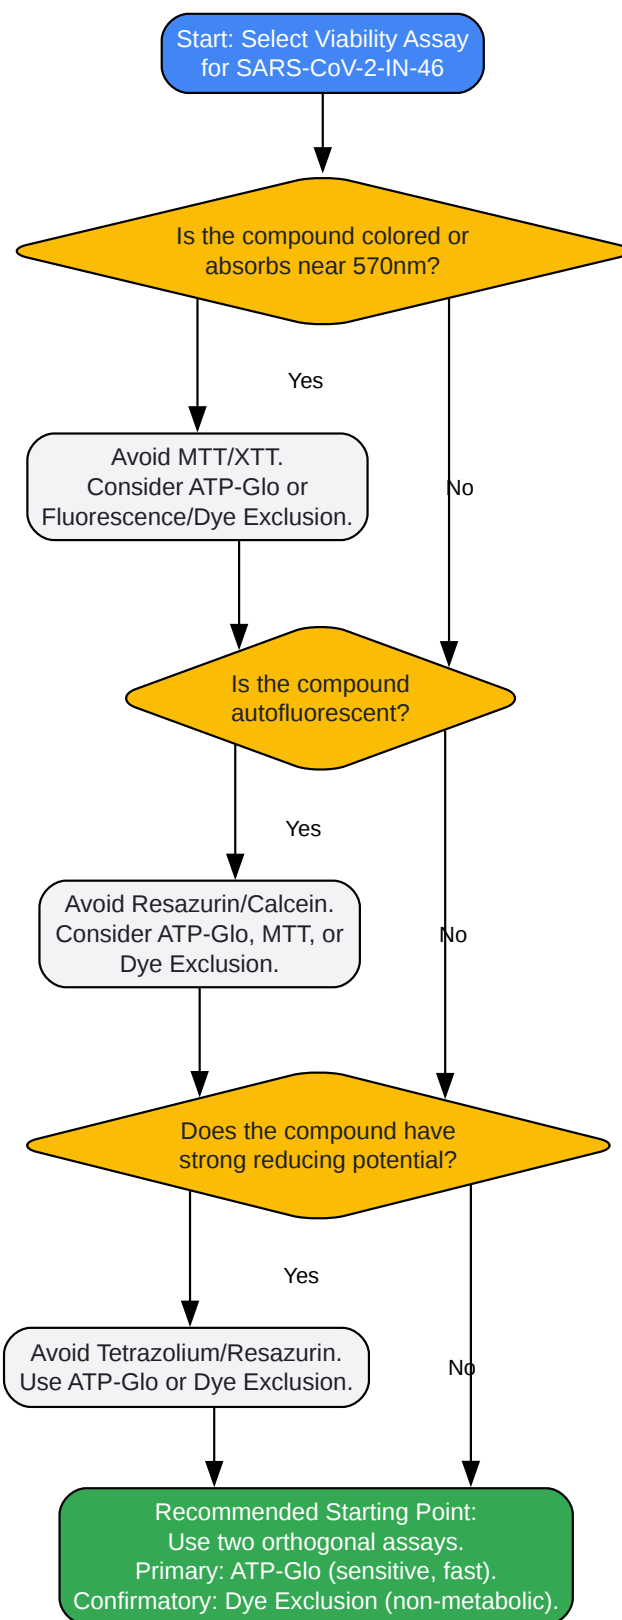 Start: Select Viability Assay
for SARS-CoV-2-IN-46
Is the compound colored or
absorbs near 570nm?
Yes
Avoid MTT/XTT.
Consider ATP-Glo or
Fluorescence/Dye Exclusion.
No
Is the compound
autofluorescent?
Yes
Avoid Resazurin/Calcein.
Consider ATP-Glo, MTT, or
Dye Exclusion.
No
Does the compound have
strong reducing potential?
Yes
Avoid Tetrazolium/Resazurin.
Use ATP-Glo or Dye Exclusion.
No
Recommended Starting Point:
Use two orthogonal assays.
Primary: ATP-Glo (sensitive, fast).
Confirmatory: Dye Exclusion (non-metabolic).